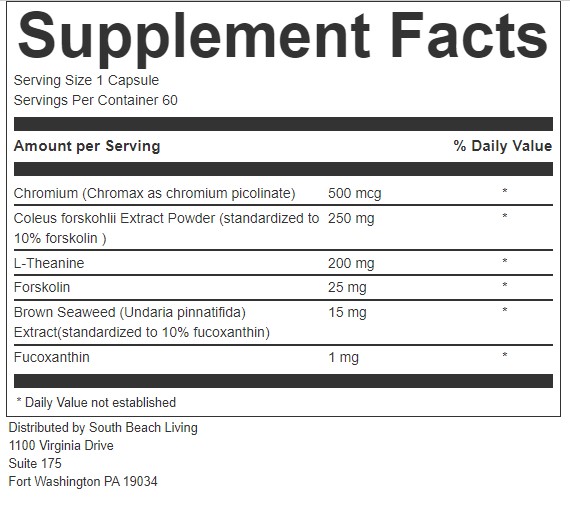 Supplement Facts
Serving Size 1 Capsule
Servings Per Container 60
Amount per Serving % Daily Value
Chromium (Chromax as chromium picolinate) 500 mcg *
Coleus forskohlii Extract Powder (standardized to 250 mg *
10% forskolin )
L-Theanine 200 mg *
Forskolin 25 mg *
Brown Seaweed (Undaria pinnatifida) 15 mg *
Extract(standardized to 10% fucoxanthin)
Fucoxanthin 1 mg *
* Daily Value not established
Distributed by South Beach Living
1100 Virginia Drive
Suite 175
Fort Washington PA 19034